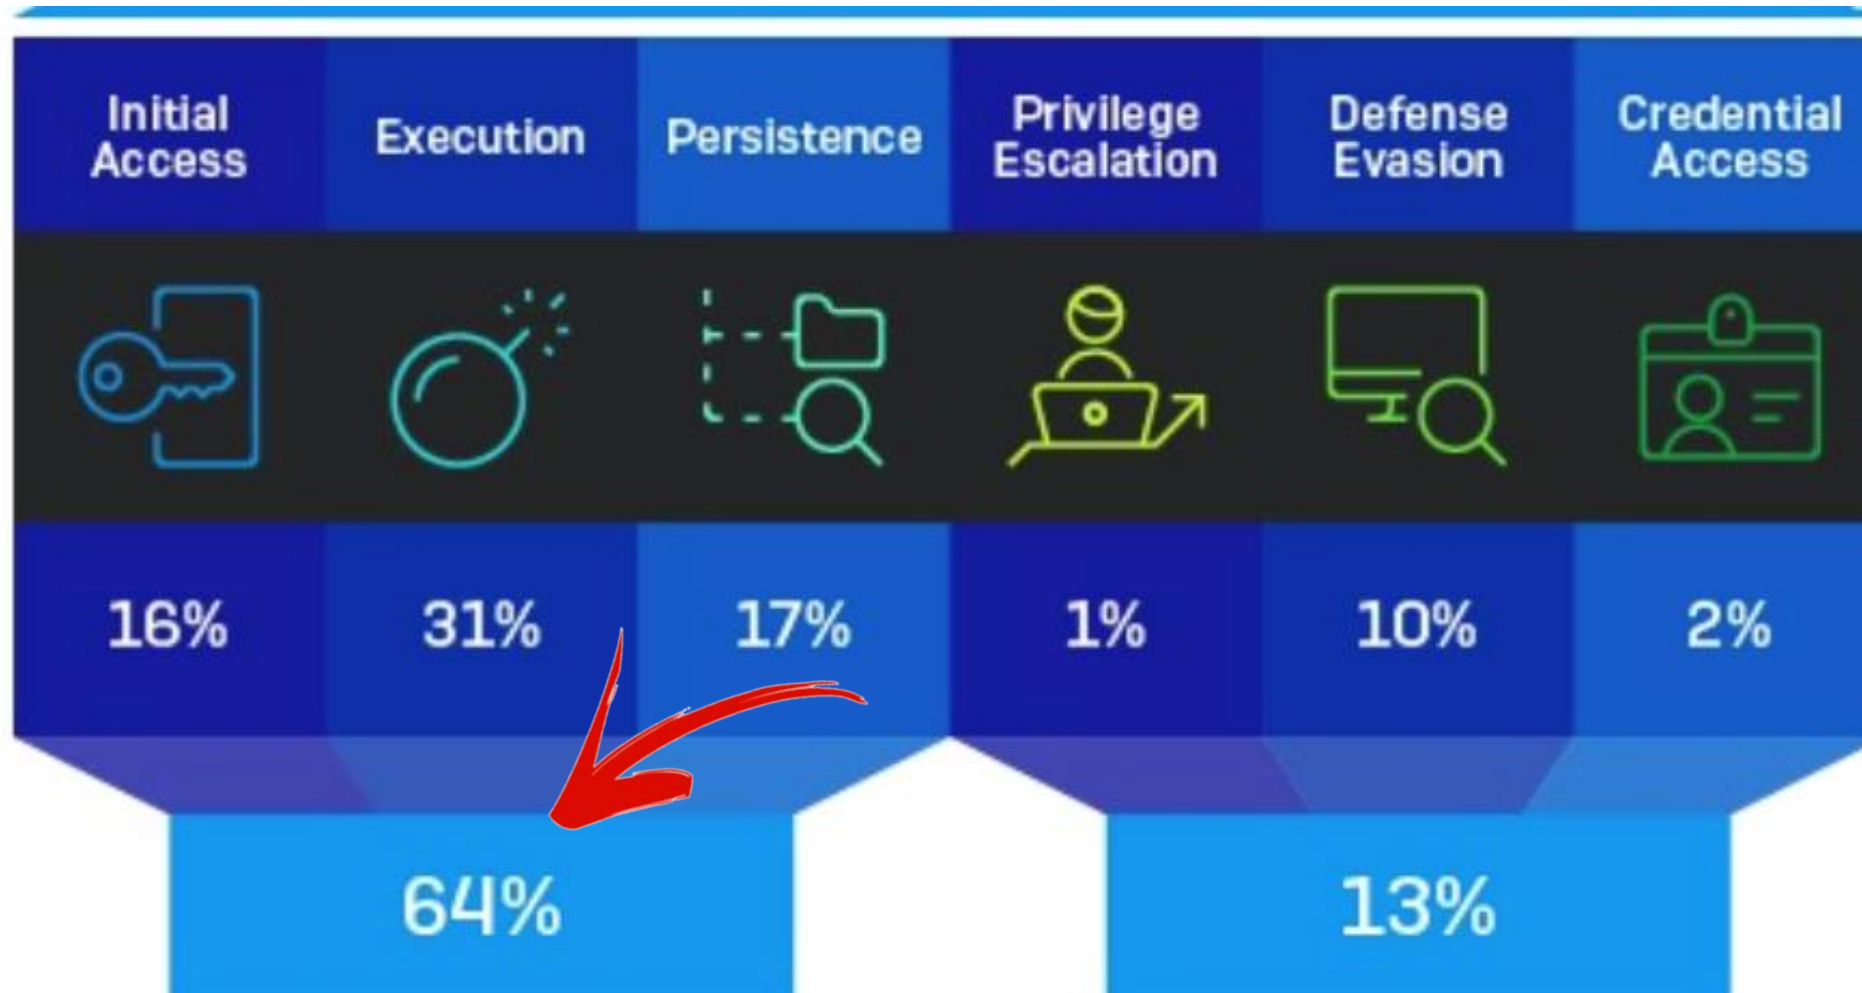 Initial
Access
Execution
Persistence
Privilege
Escalation
Defense
Evasion
Credential
Access
16%
31%
17%
1%
10%
2%
64%
13%